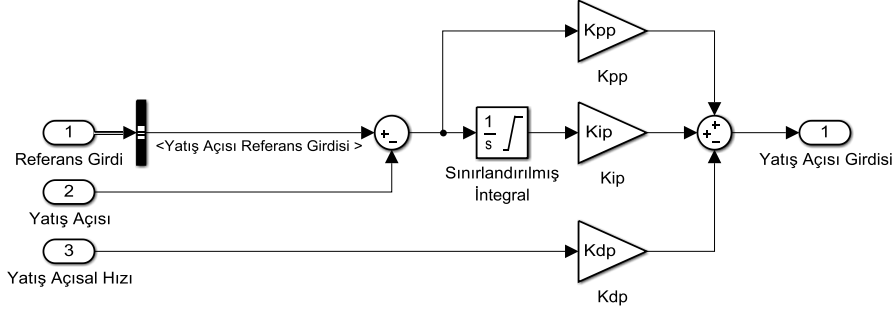 Kpp
Kpp
1
Referans Girdi
<Yatış Açısı Referans Girdisi >
+
−
1
s
Sınırlandırılmış
İntegral
Kip
Kip
+
+
−
1
Yatış Açısı Girdisi
2
Yatış Açısı
3
Yatış Açısal Hızı
Kdp
Kdp